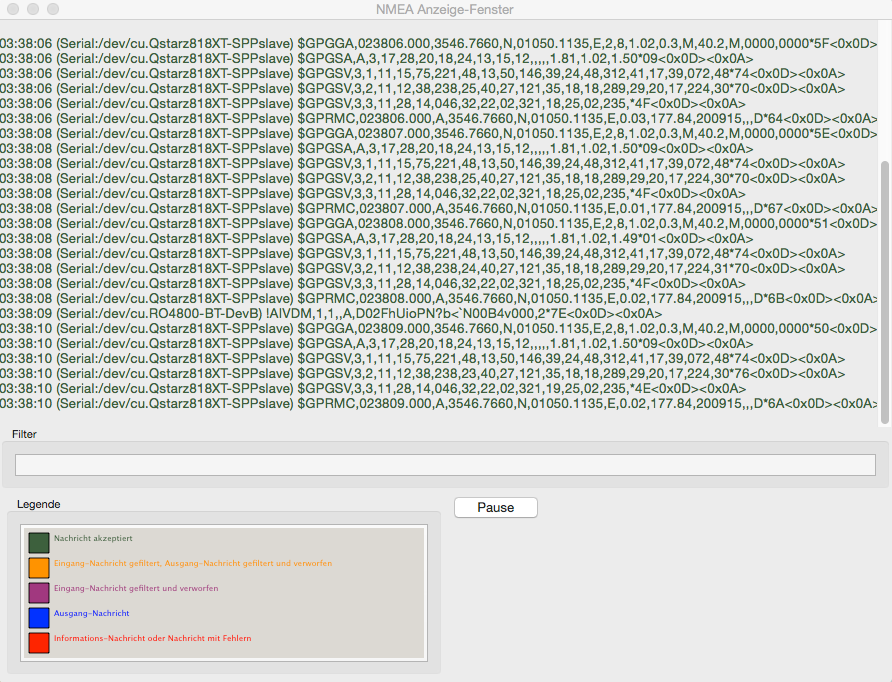 NMEA Anzeige-Fenster
03:38:06 (Serial:/dev/cu.Qstarz818XT-SPPslave) $GPGGA,023806.000,3546.7660,N,01050.1135,E,2,8,1.02,0.3,M,40.2,M,0000,0000*5F<0x0D>
03:38:06 (Serial:/dev/cu.Qstarz818XT-SPPslave) $GPGSA,A,3,17,28,20,18,24,13,15,12,,,,,1.81,1.02,1.50*09<0x0D><0x0A>
03:38:06 (Serial:/dev/cu.Qstarz818XT-SPPslave) $GPGSV,3,1,11,15,75,221,48,13,50,146,39,24,48,312,41,17,39,072,48*74<0x0D><0x0A>
03:38:06 (Serial:/dev/cu.Qstarz818XT-SPPslave) $GPGSV,3,2,11,12,38,238,25,40,27,121,35,18,18,289,29,20,17,224,30*70<0x0D><0x0A>
03:38:06 (Serial:/dev/cu.Qstarz818XT-SPPslave) $GPGSV,3,3,11,28,14,046,32,22,02,321,18,25,02,235,*4F<0x0D><0x0A>
03:38:06 (Serial:/dev/cu.Qstarz818XT-SPPslave) $GPRMC,023806.000,A,3546.7660,N,01050.1135,E,0.03,177.84,200915,,,D*64<0x0D><0x0A>
03:38:08 (Serial:/dev/cu.Qstarz818XT-SPPslave) $GPGGA,023807.000,3546.7660,N,01050.1135,E,2,8,1.02,0.3,M,40.2,M,0000,0000*5E<0x0D>
03:38:08 (Serial:/dev/cu.Qstarz818XT-SPPslave) $GPGSA,A,3,17,28,20,18,24,13,15,12,,,,,1.81,1.02,1.50*09<0x0D><0x0A>
03:38:08 (Serial:/dev/cu.Qstarz818XT-SPPslave) $GPGSV,3,1,11,15,75,221,48,13,50,146,39,24,48,312,41,17,39,072,48*74<0x0D><0x0A>
03:38:08 (Serial:/dev/cu.Qstarz818XT-SPPslave) $GPGSV,3,2,11,12,38,238,25,40,27,121,35,18,18,289,29,20,17,224,30*70<0x0D><0x0A>
03:38:08 (Serial:/dev/cu.Qstarz818XT-SPPslave) $GPGSV,3,3,11,28,14,046,32,22,02,321,18,25,02,235,*4F<0x0D><0x0A>
03:38:08 (Serial:/dev/cu.Qstarz818XT-SPPslave) $GPRMC,023807.000,A,3546.7660,N,01050.1135,E,0.01,177.84,200915,,,D*67<0x0D><0x0A>
03:38:08 (Serial:/dev/cu.Qstarz818XT-SPPslave) $GPGGA,023808.000,3546.7660,N,01050.1135,E,2,8,1.02,0.3,M,40.2,M,0000,0000*51<0x0D>
03:38:08 (Serial:/dev/cu.Qstarz818XT-SPPslave) $GPGSA,A,3,17,28,20,18,24,13,15,12,,,,,1.81,1.02,1.49*01<0x0D><0x0A>
03:38:08 (Serial:/dev/cu.Qstarz818XT-SPPslave) $GPGSV,3,1,11,15,75,221,48,13,50,146,39,24,48,312,41,17,39,072,48*74<0x0D><0x0A>
03:38:08 (Serial:/dev/cu.Qstarz818XT-SPPslave) $GPGSV,3,2,11,12,38,238,24,40,27,121,35,18,18,289,29,20,17,224,31*70<0x0D><0x0A>
03:38:08 (Serial:/dev/cu.Qstarz818XT-SPPslave) $GPGSV,3,3,11,28,14,046,32,22,02,321,18,25,02,235,*4F<0x0D><0x0A>
03:38:08 (Serial:/dev/cu.Qstarz818XT-SPPslave) $GPRMC,023808.000,A,3546.7660,N,01050.1135,E,0.02,177.84,200915,,,D*6B<0x0D><0x0A>
03:38:09 (Serial:/dev/cu.RO4800-BT-DevB) !AIVDM,1,1,,A,D02FhUioPN?b<`N00B4v000,2*7E<0x0D><0x0A>
03:38:10 (Serial:/dev/cu.Qstarz818XT-SPPslave) $GPGGA,023809.000,3546.7660,N,01050.1135,E,2,8,1.02,0.3,M,40.2,M,0000,0000*50<0x0D>
03:38:10 (Serial:/dev/cu.Qstarz818XT-SPPslave) $GPGSA,A,3,17,28,20,18,24,13,15,12,,,,,1.81,1.02,1.50*09<0x0D><0x0A>
03:38:10 (Serial:/dev/cu.Qstarz818XT-SPPslave) $GPGSV,3,1,11,15,75,221,48,13,50,146,39,24,48,312,41,17,39,072,48*74<0x0D><0x0A>
03:38:10 (Serial:/dev/cu.Qstarz818XT-SPPslave) $GPGSV,3,2,11,12,38,238,23,40,27,121,35,18,18,289,29,20,17,224,30*76<0x0D><0x0A>
03:38:10 (Serial:/dev/cu.Qstarz818XT-SPPslave) $GPGSV,3,3,11,28,14,046,32,22,02,321,19,25,02,235,*4E<0x0D><0x0A>
03:38:10 (Serial:/dev/cu.Qstarz818XT-SPPslave) $GPRMC,023809.000,A,3546.7660,N,01050.1135,E,0.02,177.84,200915,,,D*6A<0x0D><0x0A>
Filter
Legende
Pause
Nachricht akzeptiert
Eingang-Nachricht gefiltert, Ausgang-Nachricht gefiltert und verworfen
Eingang-Nachricht gefiltert und verworfen
Ausgang-Nachricht
Informations-Nachricht oder Nachricht mit Fehlern